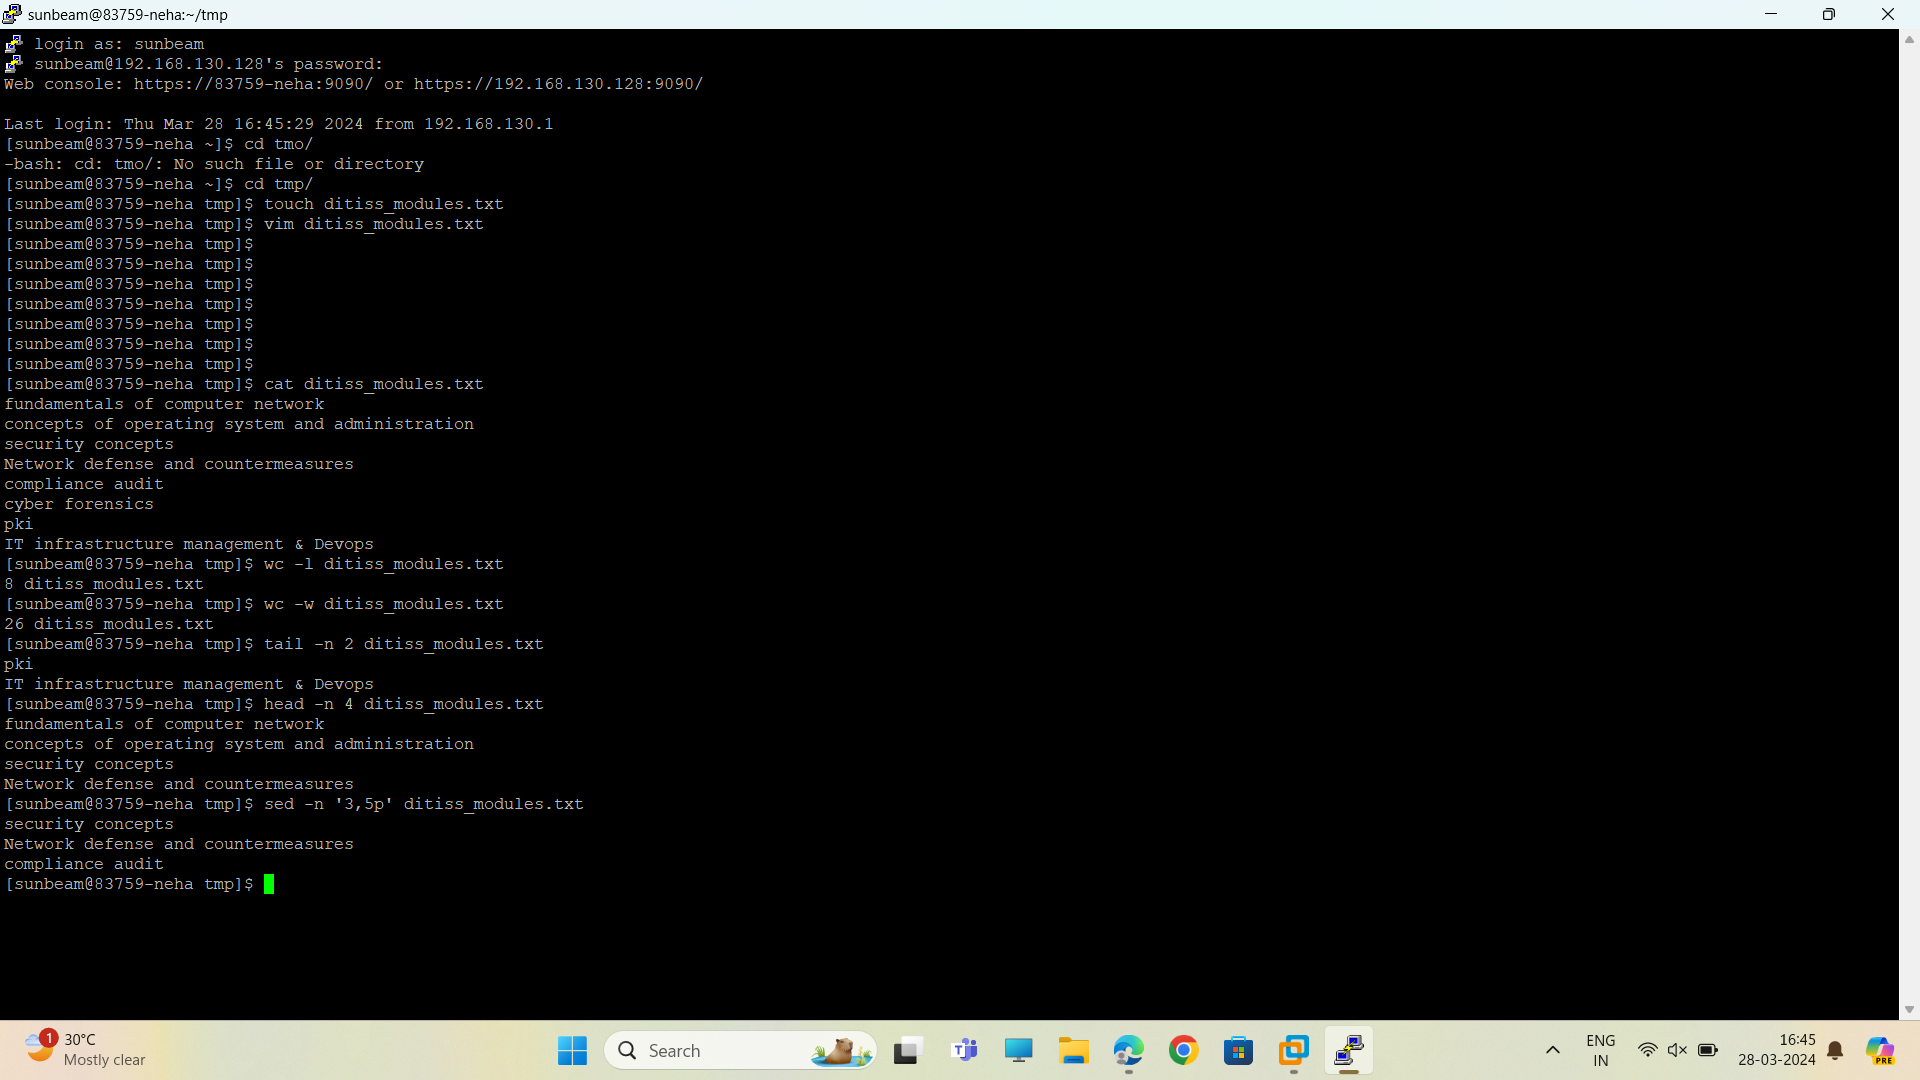 sunbeam@83759-neha:~/tmp
login as: sunbeam
sunbeam@192.168.130.128's password:
Web console: https://83759-neha:9090/ or https://192.168.130.128:9090/
Last login: Thu Mar 28 16:45:29 2024 from 192.168.130.1
[sunbeam@83759-neha ~]$ cd tmo/
-bash: cd: tmo/: No such file or directory
[sunbeam@83759-neha ~]$ cd tmp/
[sunbeam@83759-neha tmp]$ touch ditiss_modules.txt
[sunbeam@83759-neha tmp]$ vim ditiss_modules.txt
[sunbeam@83759-neha tmp]$
[sunbeam@83759-neha tmp]$
[sunbeam@83759-neha tmp]$
[sunbeam@83759-neha tmp]$
[sunbeam@83759-neha tmp]$
[sunbeam@83759-neha tmp]$
[sunbeam@83759-neha tmp]$
[sunbeam@83759-neha tmp]$ cat ditiss_modules.txt
fundamentals of computer network
concepts of operating system and administration
security concepts
Network defense and countermeasures
compliance audit
cyber forensics
pki
IT infrastructure management & Devops
[sunbeam@83759-neha tmp]$ wc -l ditiss_modules.txt
8 ditiss_modules.txt
[sunbeam@83759-neha tmp]$ wc -w ditiss_modules.txt
26 ditiss_modules.txt
[sunbeam@83759-neha tmp]$ tail -n 2 ditiss_modules.txt
pki
IT infrastructure management & Devops
[sunbeam@83759-neha tmp]$ head -n 4 ditiss_modules.txt
fundamentals of computer network
concepts of operating system and administration
security concepts
Network defense and countermeasures
[sunbeam@83759-neha tmp]$ sed -n '3,5p' ditiss_modules.txt
security concepts
Network defense and countermeasures
compliance audit
[sunbeam@83759-neha tmp]$
1
30°C
Mostly clear
Search
ENG
IN
16:45
28-03-2024
PRE